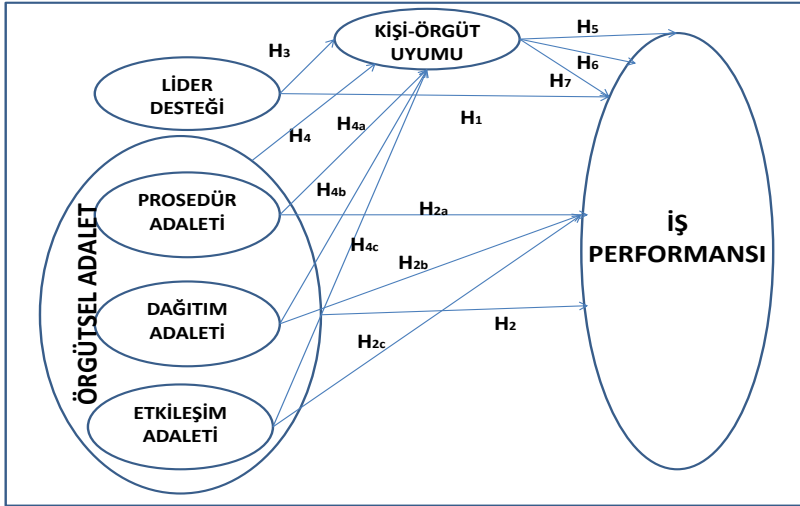 KİŞİ-ÖRGÜT
UYUMU
H5
H6
H7
H3
LİDER
DESTEĞİ
H1
H4
H4a
H4b
H4c
ÖRGÜTSEL ADALET
PROSEDÜR
ADALETİ
H2a
H2b
DAĞITIM
ADALETİ
H2
H2c
ETKİLEŞİM
ADALETİ
İŞ
PERFORMANSI